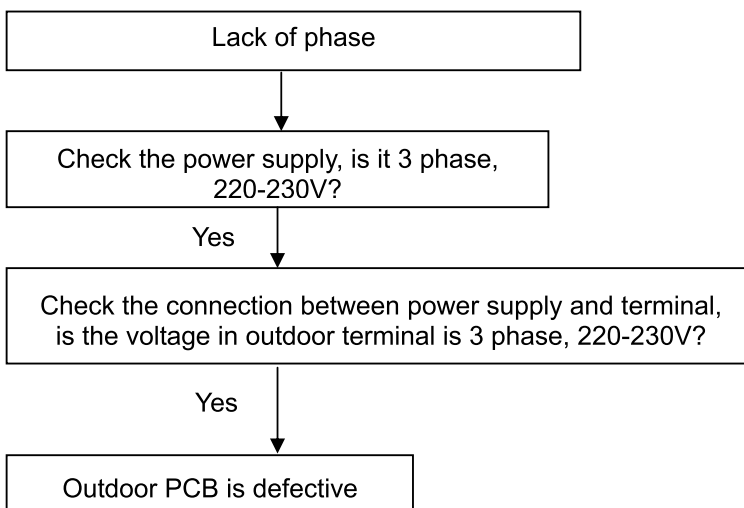 Lack of phase
Check the power supply, is it 3 phase,
220-230V?
Yes
Check the connection between power supply and terminal,
is the voltage in outdoor terminal is 3 phase, 220-230V?
Yes
Outdoor PCB is defective